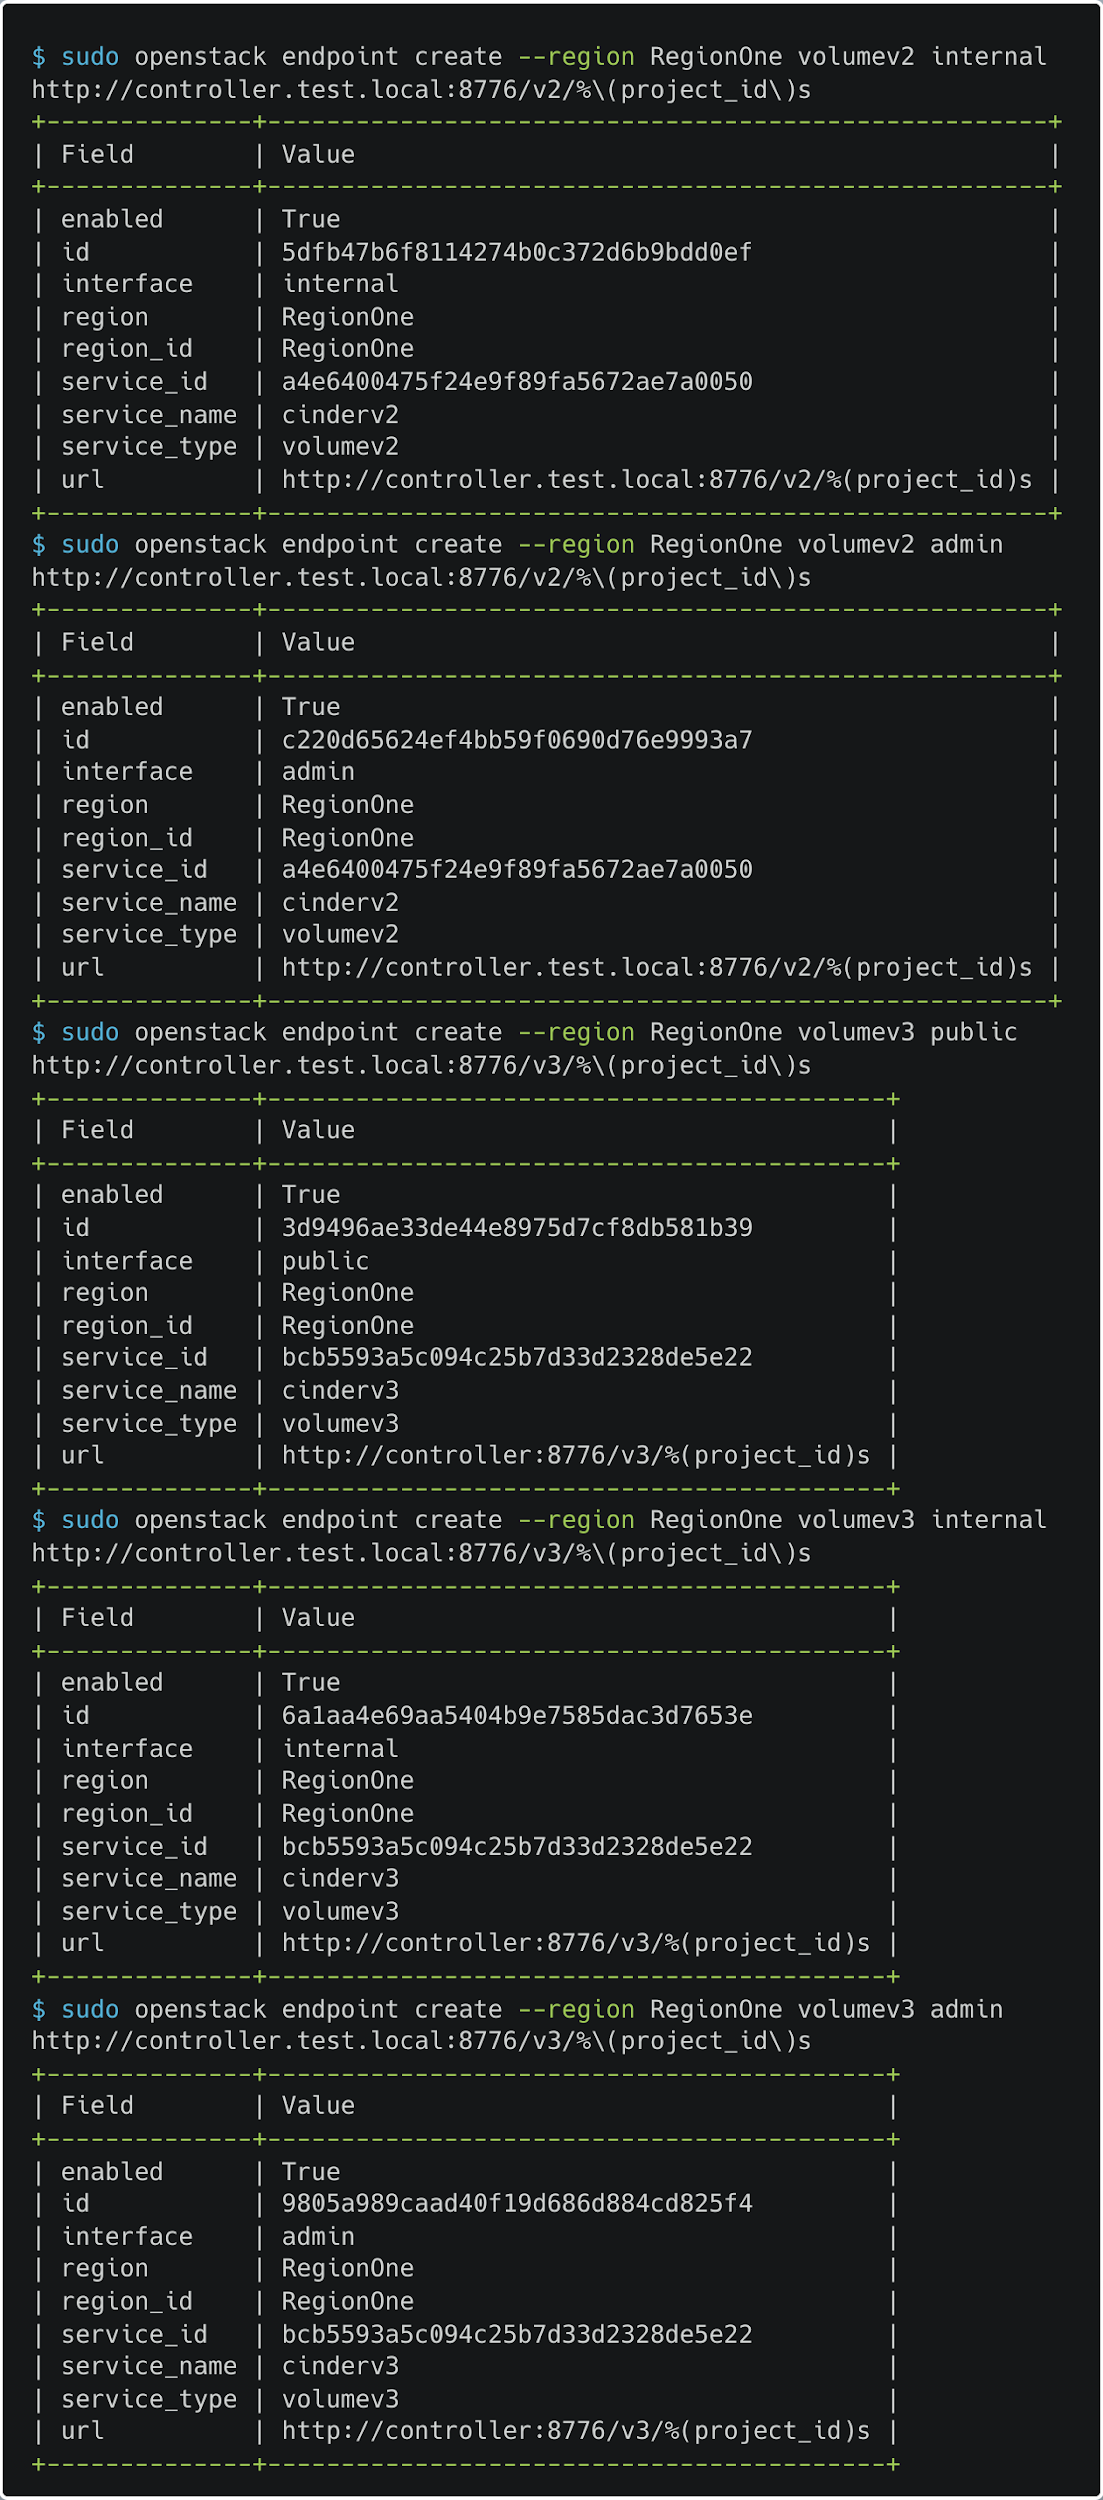 $ sudo openstack endpoint create --region RegionOne volumev2 internal
http://controller.test.local:8776/v2/%\(project_id\)s
+--------------+-----------------------------------------------------+
| Field        | Value                                               |
+--------------+-----------------------------------------------------+
| enabled      | True                                                |
| id           | 5dfb47b6f8114274b0c372d6b9bdd0ef                    |
| interface    | internal                                            |
| region       | RegionOne                                           |
| region_id    | RegionOne                                           |
| service_id   | a4e6400475f24e9f89fa5672ae7a0050                    |
| service_name | cinderv2                                            |
| service_type | volumev2                                            |
| url          | http://controller.test.local:8776/v2/%(project_id)s |
+--------------+-----------------------------------------------------+
$ sudo openstack endpoint create --region RegionOne volumev2 admin
http://controller.test.local:8776/v2/%\(project_id\)s
+--------------+-----------------------------------------------------+
| Field        | Value                                               |
+--------------+-----------------------------------------------------+
| enabled      | True                                                |
| id           | c220d65624ef4bb59f0690d76e9993a7                    |
| interface    | admin                                               |
| region       | RegionOne                                           |
| region_id    | RegionOne                                           |
| service_id   | a4e6400475f24e9f89fa5672ae7a0050                    |
| service_name | cinderv2                                            |
| service_type | volumev2                                            |
| url          | http://controller.test.local:8776/v2/%(project_id)s |
+--------------+-----------------------------------------------------+
$ sudo openstack endpoint create --region RegionOne volumev3 public
http://controller.test.local:8776/v3/%\(project_id\)s
+--------------+------------------------------------------+
| Field        | Value                                    |
+--------------+------------------------------------------+
| enabled      | True                                     |
| id           | 3d9496ae33de44e8975d7cf8db581b39         |
| interface    | public                                   |
| region       | RegionOne                                |
| region_id    | RegionOne                                |
| service_id   | bcb5593a5c094c25b7d33d2328de5e22         |
| service_name | cinderv3                                 |
| service_type | volumev3                                 |
| url          | http://controller:8776/v3/%(project_id)s |
+--------------+------------------------------------------+
$ sudo openstack endpoint create --region RegionOne volumev3 internal
http://controller.test.local:8776/v3/%\(project_id\)s
+--------------+------------------------------------------+
| Field        | Value                                    |
+--------------+------------------------------------------+
| enabled      | True                                     |
| id           | 6a1aa4e69aa5404b9e7585dac3d7653e         |
| interface    | internal                                 |
| region       | RegionOne                                |
| region_id    | RegionOne                                |
| service_id   | bcb5593a5c094c25b7d33d2328de5e22         |
| service_name | cinderv3                                 |
| service_type | volumev3                                 |
| url          | http://controller:8776/v3/%(project_id)s |
+--------------+------------------------------------------+
$ sudo openstack endpoint create --region RegionOne volumev3 admin
http://controller.test.local:8776/v3/%\(project_id\)s
+--------------+------------------------------------------+
| Field        | Value                                    |
+--------------+------------------------------------------+
| enabled      | True                                     |
| id           | 9805a989caad40f19d686d884cd825f4         |
| interface    | admin                                    |
| region       | RegionOne                                |
| region_id    | RegionOne                                |
| service_id   | bcb5593a5c094c25b7d33d2328de5e22         |
| service_name | cinderv3                                 |
| service_type | volumev3                                 |
| url          | http://controller:8776/v3/%(project_id)s |
+--------------+------------------------------------------+